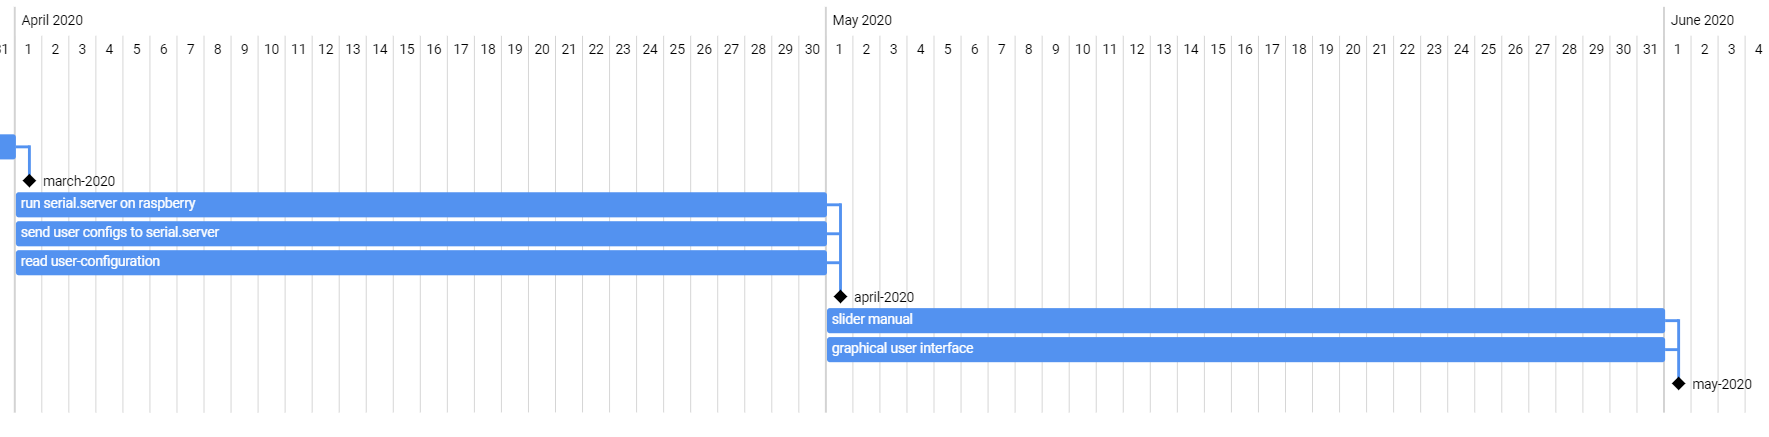 April 2020 May 2020 June 2020
31 1 2 3 4 5 6 7 8 9 10 11 12 13 14 15 16 17 18 19 20 21 22 23 24 25 26 27 28 29 30 1 2 3 4 5 6 7 8 9 10 11 12 13 14 15 16 17 18 19 20 21 22 23 24 25 26 27 28 29 30 31 1 2 3 4
march-2020
run serial.server on raspberry
send user configs to serial.server
read user-configuration
april-2020
slider manual
graphical user interface
may-2020